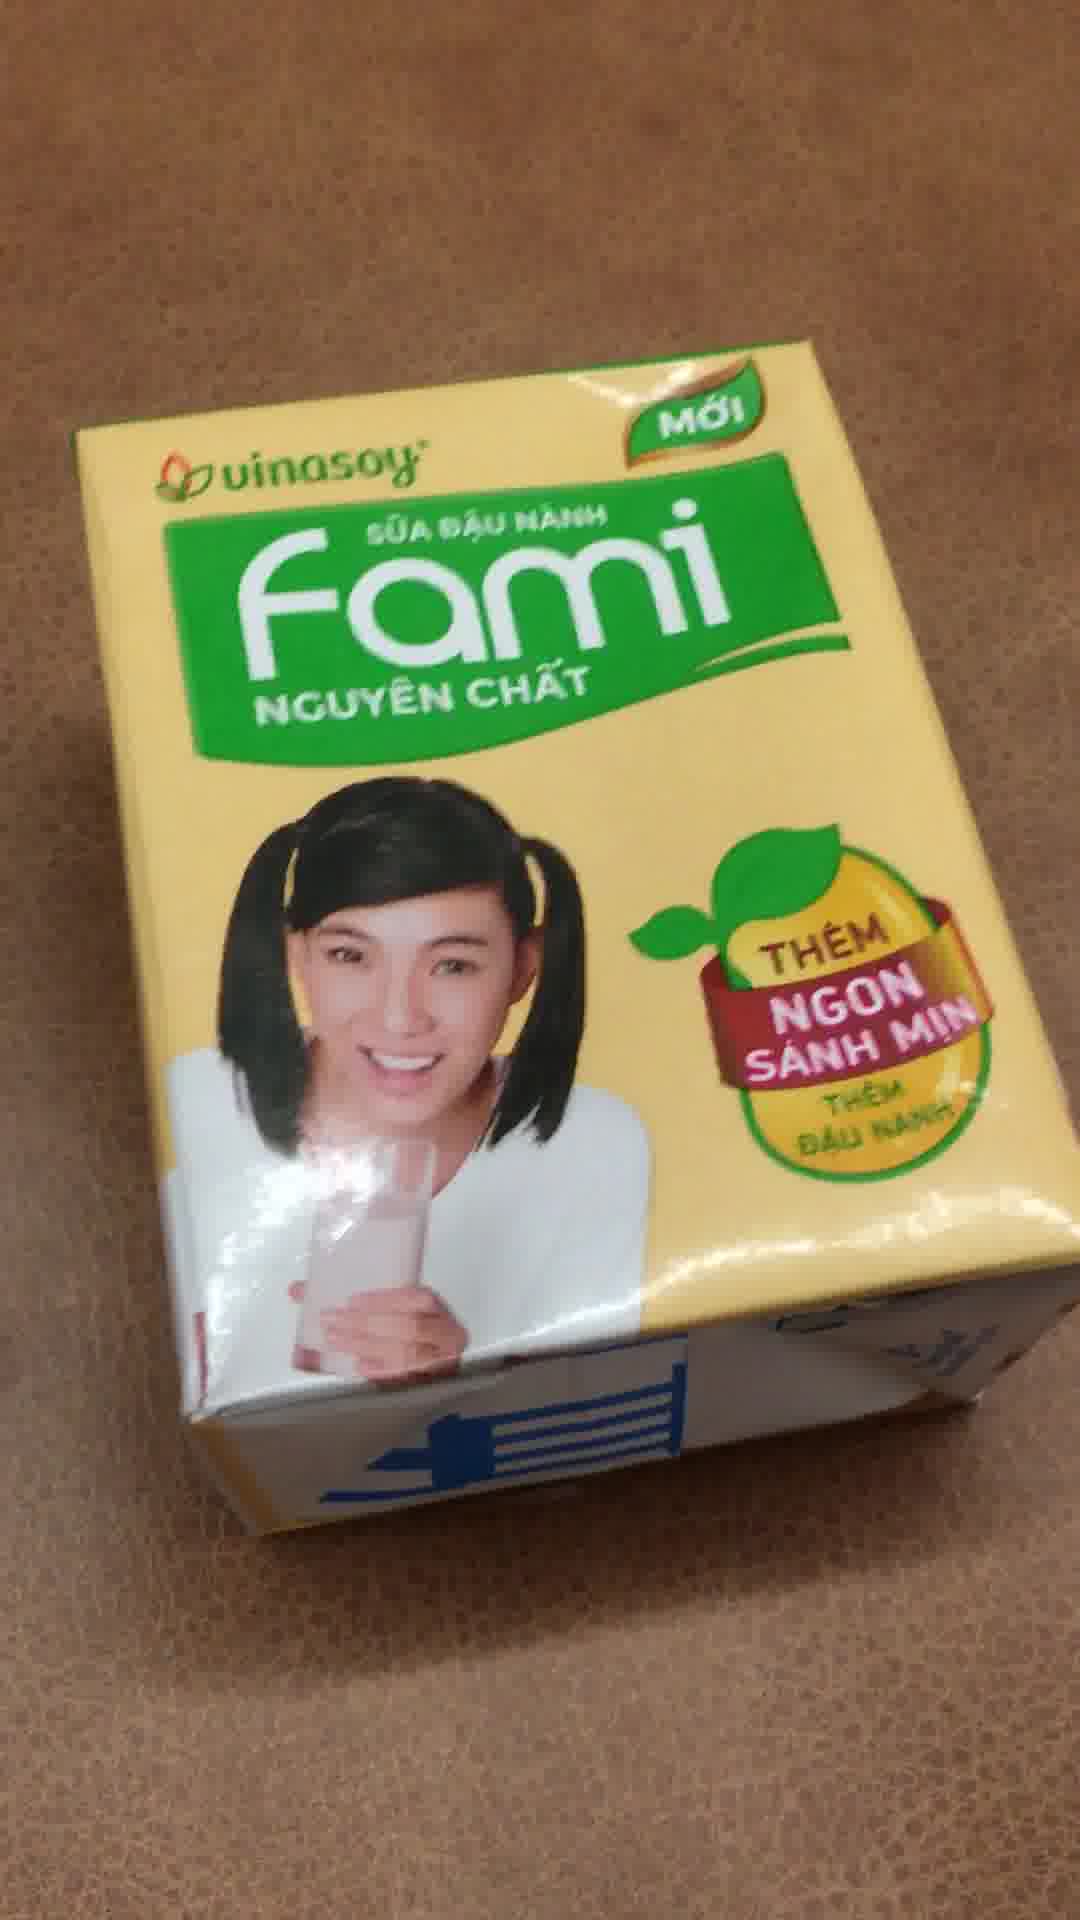 vinasoy
MỚI
SỮA ĐẬU NÀNH
Fami
NGUYÊN CHẤT
THÊM
NGON
SÁNH MỊN
THÊM
ĐẬU NÀNH